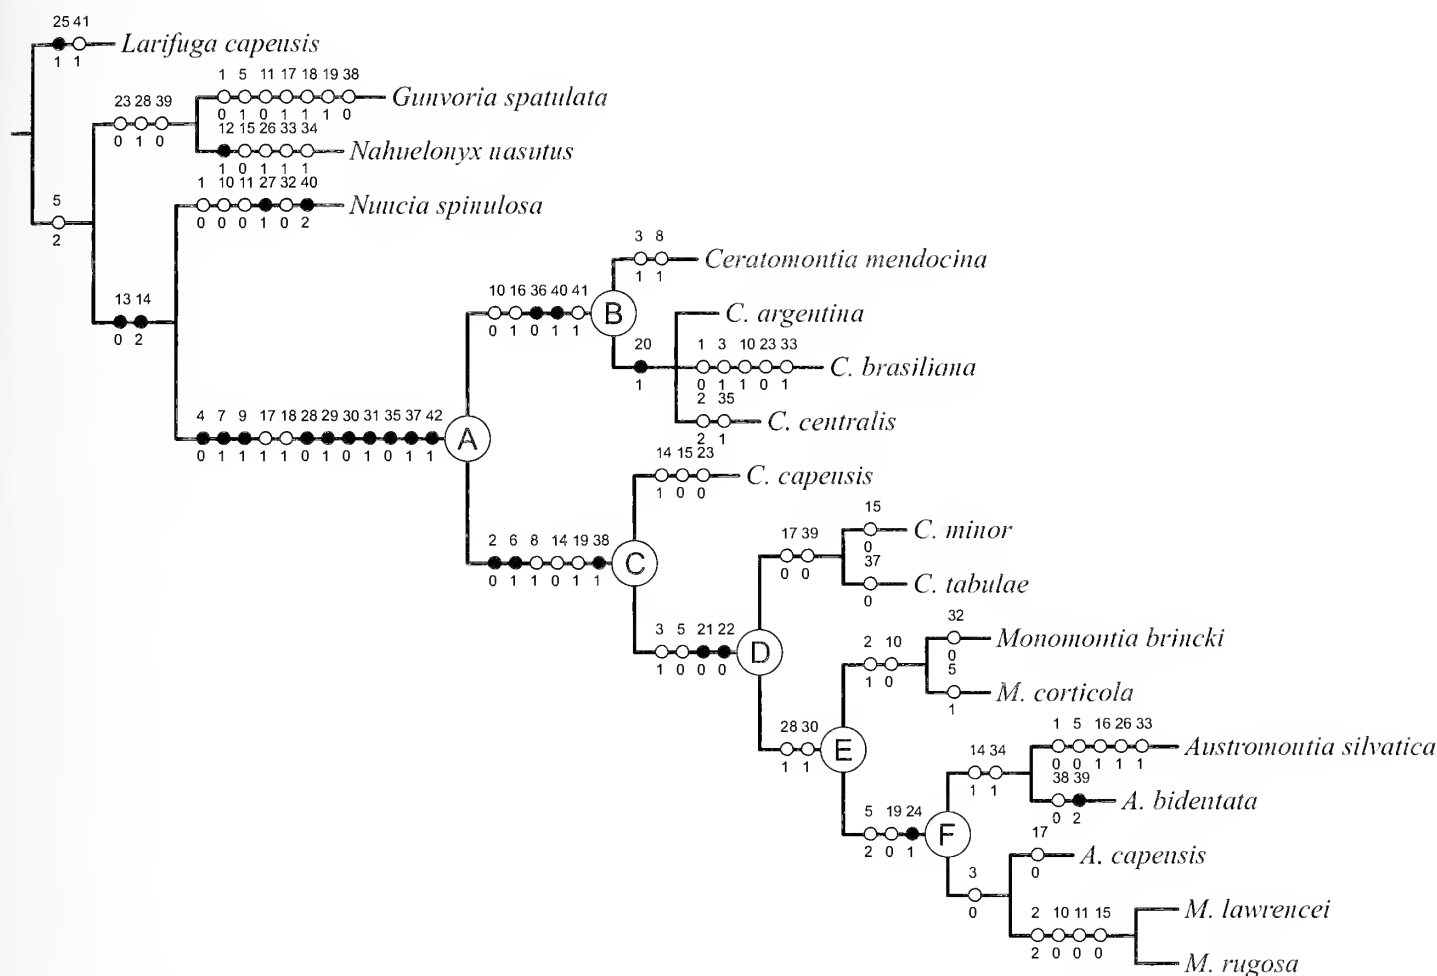 25 41
Larifuga capensis
1 1
1 5 11 17 18 19 38
Gunvoria spatulata
0 1 0 1 1 1 0
23 28 39
0 1 0
12 15 26 33 34
Nahuelonyx nasutus
1 0 1 1 1
5
2
1 10 11 27 32 40
Nuncia spinulosa
0 0 0 1 0 2
13 14
0 2
3 8
Ceratomontia mendocina
1 1
10 16 36 40 41
B
0 1 0 1 1
C. argentina
20
1
1 3 10 23 33
C. brasiliana
0 1 1 0 1
2 35
C. centralis
2 1
4 7 9 17 18 28 29 30 31 35 37 42
A
0 1 1 1 1 0 1 0 1 0 1 1
14 15 23
C. capensis
1 0 0
2 6 8 14 19 38
C
0 1 1 0 1 1
15
C. minor
0
17 39
0 0
37
C. tabulae
0
3 5 21 22
D
1 0 0 0
32
Monomontia brincki
0
2 10
1 0
5
M. corticola
1
28 30
E
1 1
1 5 16 26 33
Austromontia silvatica
0 0 1 1 1
14 34
1 1
38 39
A. bidentata
0 2
5 19 24
F
2 0 1
17
A. capensis
0
3
0
2 10 11 15
M. lawrencei
2 0 0 0
M. rugosa